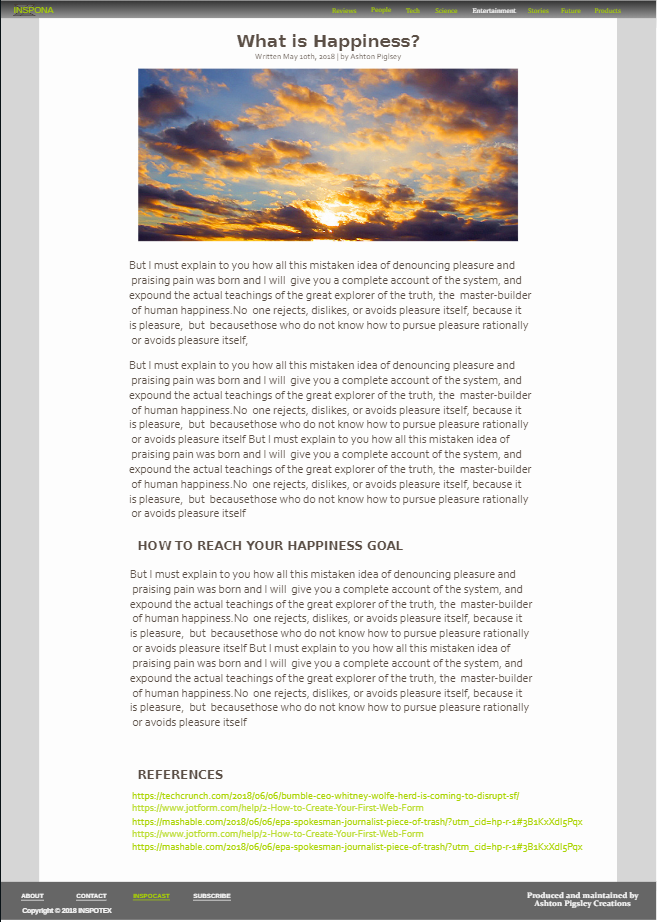 INSPONA
Reviews People Tech Science Entertainment Stories Future Products
What is Happiness?
Written May 10th, 2018 | by Ashton Piglsey
But I must explain to you how all this mistaken idea of denouncing pleasure and
praising pain was born and I will give you a complete account of the system, and
expound the actual teachings of the great explorer of the truth, the master-builder
of human happiness.No one rejects, dislikes, or avoids pleasure itself, because it
is pleasure, but becausethose who do not know how to pursue pleasure rationally
or avoids pleasure itself,
But I must explain to you how all this mistaken idea of denouncing pleasure and
praising pain was born and I will give you a complete account of the system, and
expound the actual teachings of the great explorer of the truth, the master-builder
of human happiness.No one rejects, dislikes, or avoids pleasure itself, because it
is pleasure, but becausethose who do not know how to pursue pleasure rationally
or avoids pleasure itself But I must explain to you how all this mistaken idea of
praising pain was born and I will give you a complete account of the system, and
expound the actual teachings of the great explorer of the truth, the master-builder
of human happiness.No one rejects, dislikes, or avoids pleasure itself, because it
is pleasure, but becausethose who do not know how to pursue pleasure rationally
or avoids pleasure itself
HOW TO REACH YOUR HAPPINESS GOAL
But I must explain to you how all this mistaken idea of denouncing pleasure and
praising pain was born and I will give you a complete account of the system, and
expound the actual teachings of the great explorer of the truth, the master-builder
of human happiness.No one rejects, dislikes, or avoids pleasure itself, because it
is pleasure, but becausethose who do not know how to pursue pleasure rationally
or avoids pleasure itself But I must explain to you how all this mistaken idea of
praising pain was born and I will give you a complete account of the system, and
expound the actual teachings of the great explorer of the truth, the master-builder
of human happiness.No one rejects, dislikes, or avoids pleasure itself, because it
is pleasure, but becausethose who do not know how to pursue pleasure rationally
or avoids pleasure itself
REFERENCES
https://techcrunch.com/2018/06/06/bumble-ceo-whitney-wolfe-herd-is-coming-to-disrupt-sf/
https://www.jotform.com/help/2-How-to-Create-Your-First-Web-Form
https://mashable.com/2018/06/06/epa-spokesman-journalist-piece-of-trash/?utm_cid=hp-r-1#3B1KxXdI5Pqx
https://www.jotform.com/help/2-How-to-Create-Your-First-Web-Form
https://mashable.com/2018/06/06/epa-spokesman-journalist-piece-of-trash/?utm_cid=hp-r-1#3B1KxXdI5Pqx
ABOUT CONTACT INSPOCAST SUBSCRIBE
Copyright © 2018 INSPOTEX
Produced and maintained by
Ashton Pigsley Creations